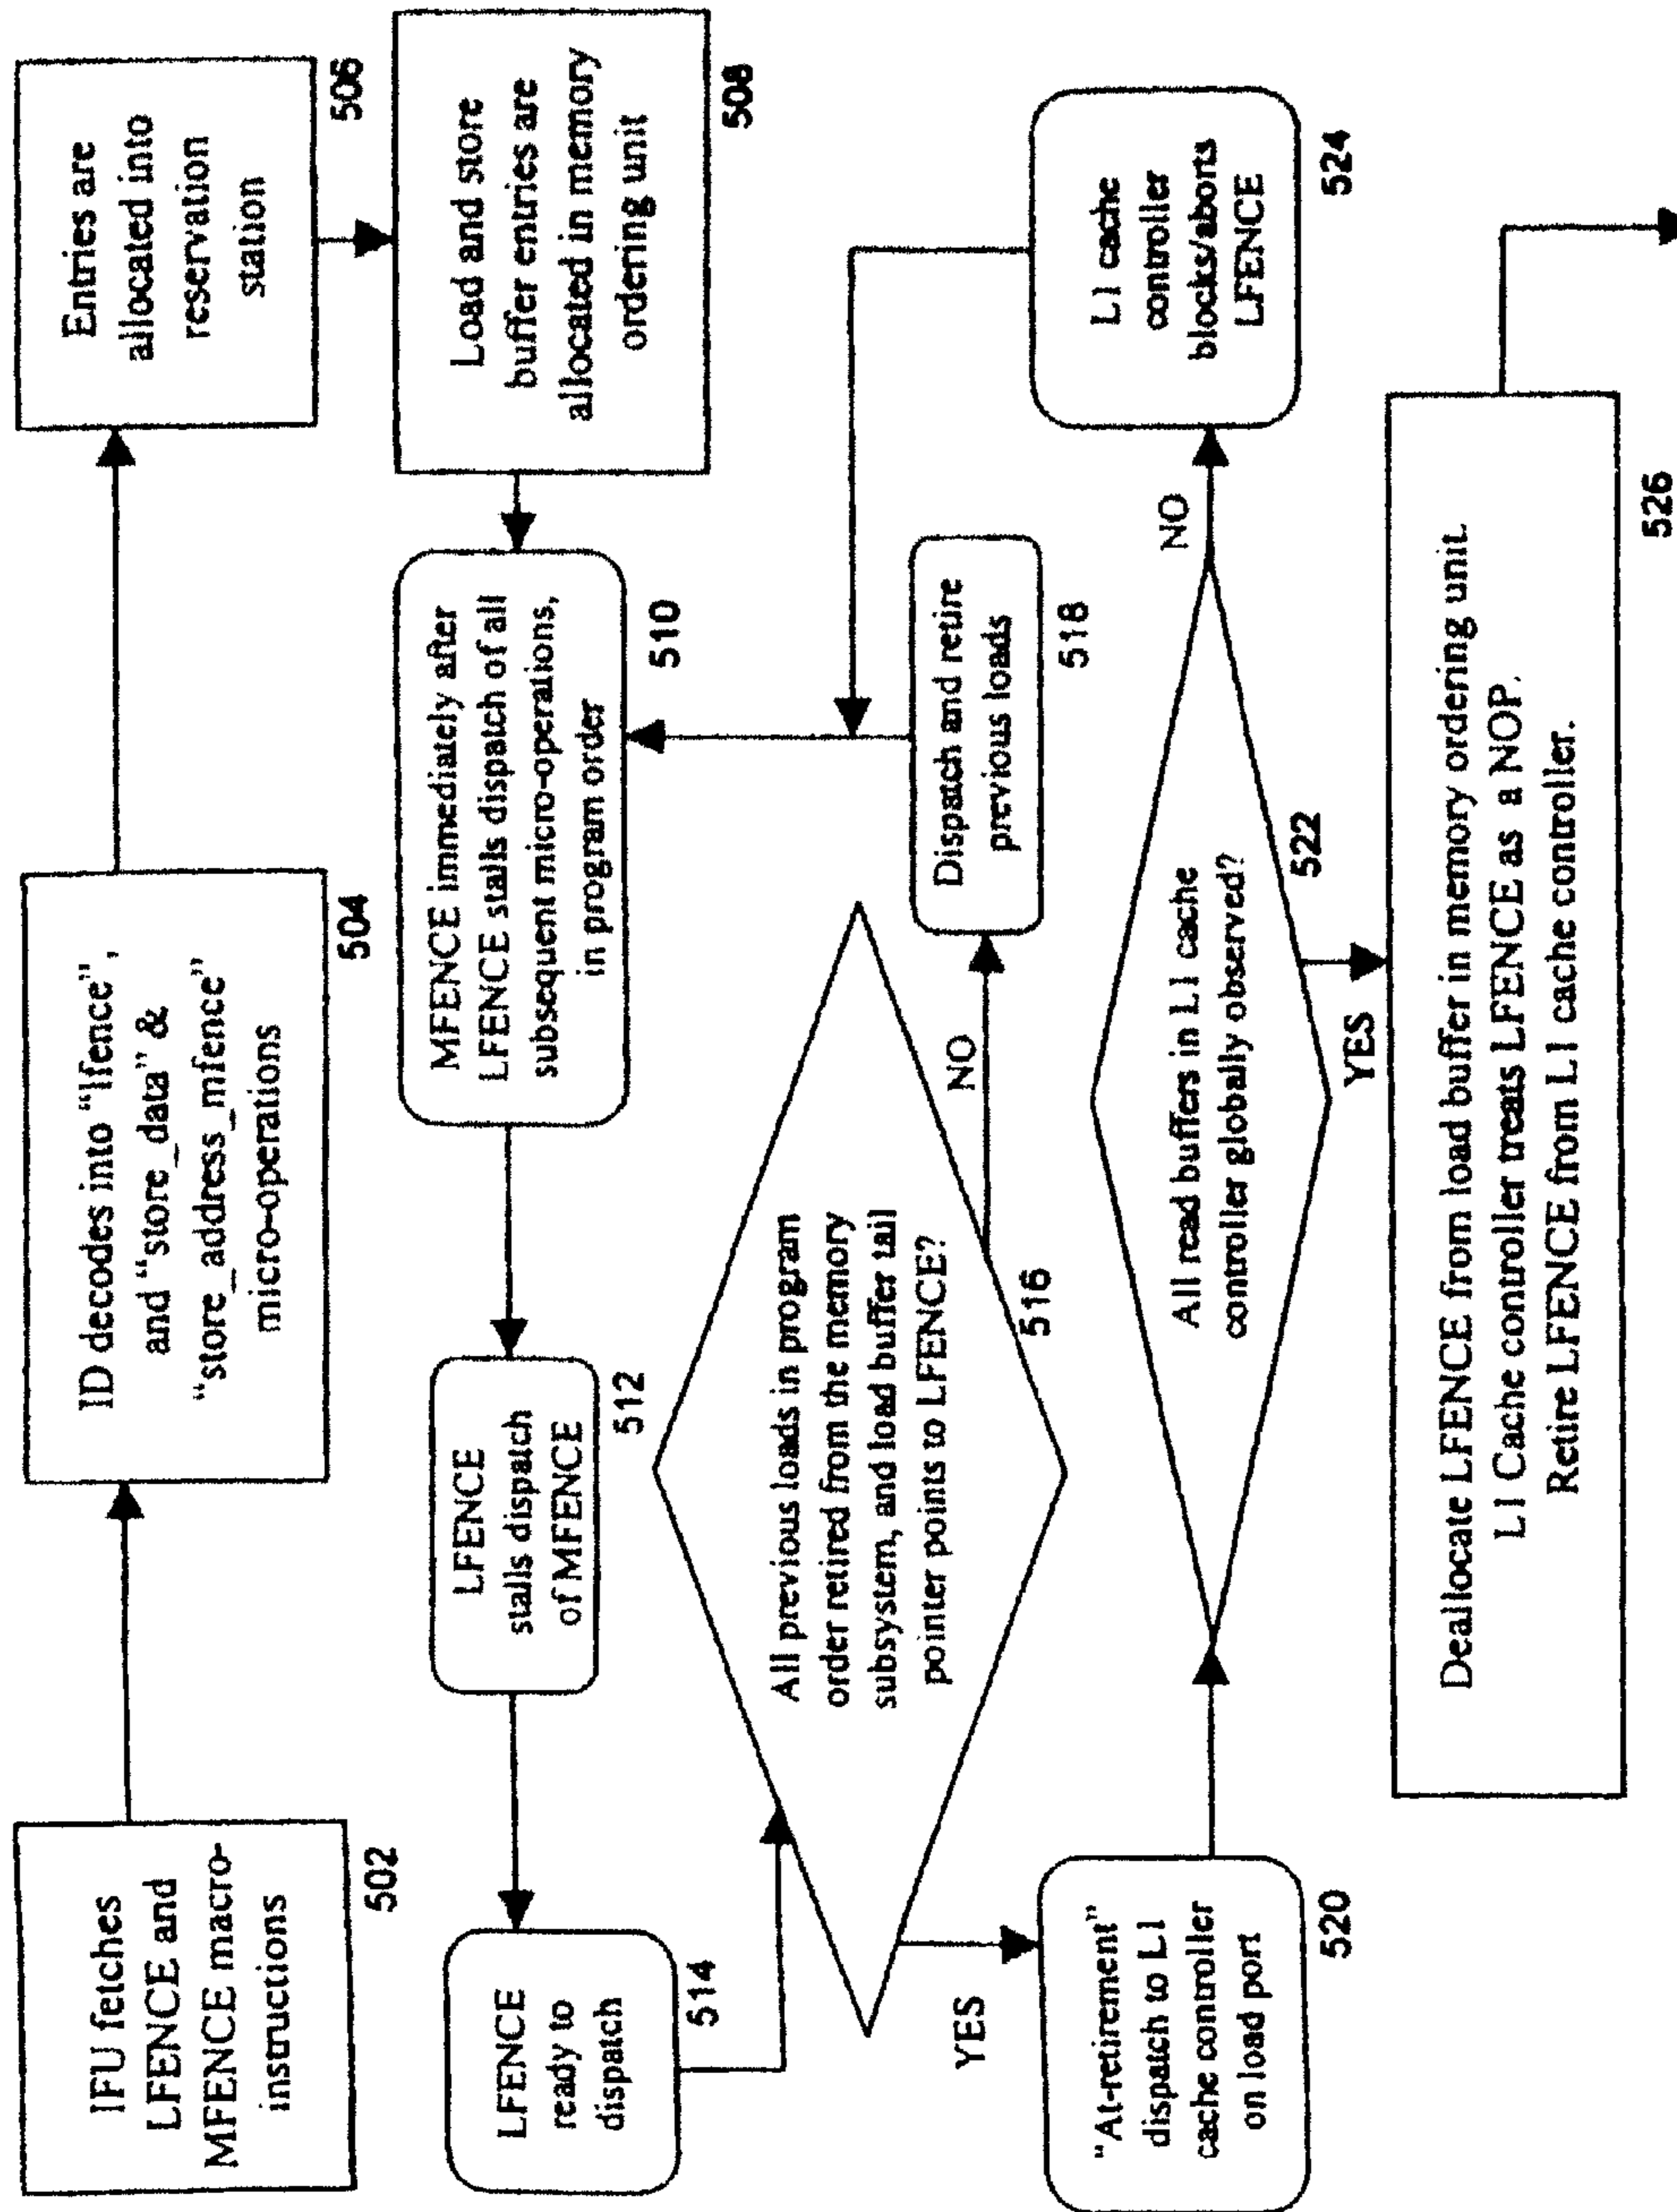 IFU fetches
LFENCE and
MFENCE macro-
instructions
502
ID decodes into “lfence”,
and “store_data” &
“store_address_mfence”
micro-operations
504
Entries are
allocated into
reservation
station
506
Load and store
buffer entries are
allocated in memory
ordering unit
508
MFENCE immediately after
LFENCE stalls dispatch of all
subsequent micro-operations,
in program order
510
LFENCE
stalls dispatch
of MFENCE
512
LFENCE
ready to
dispatch
514
All previous loads in program
order retired from the memory
subsystem, and load buffer tail
pointer points to LFENCE?
516
NO
Dispatch and retire
previous loads
518
YES
“At-retirement”
dispatch to L1
cache controller
on load port
520
All read buffers in L1 cache
controller globally observed?
522
NO
L1 cache
controller
blocks/aborts
LFENCE
524
YES
Deallocate LFENCE from load buffer in memory ordering unit.
L1 Cache controller treats LFENCE as a NOP.
Retire LFENCE from L1 cache controller.
526